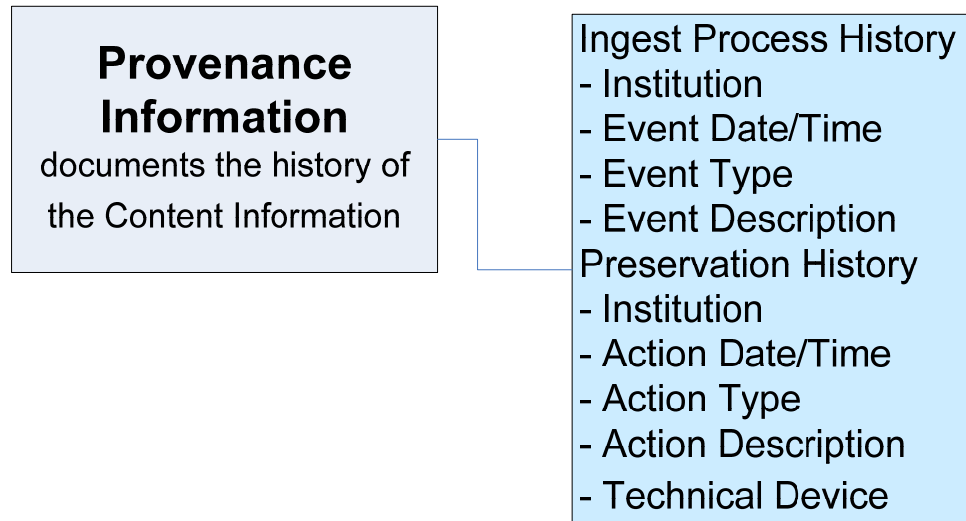 Provenance
Information
documents the history of
the Content Information
Ingest Process History
- Institution
- Event Date/Time
- Event Type
- Event Description
Preservation History
- Institution
- Action Date/Time
- Action Type
- Action Description
- Technical Device